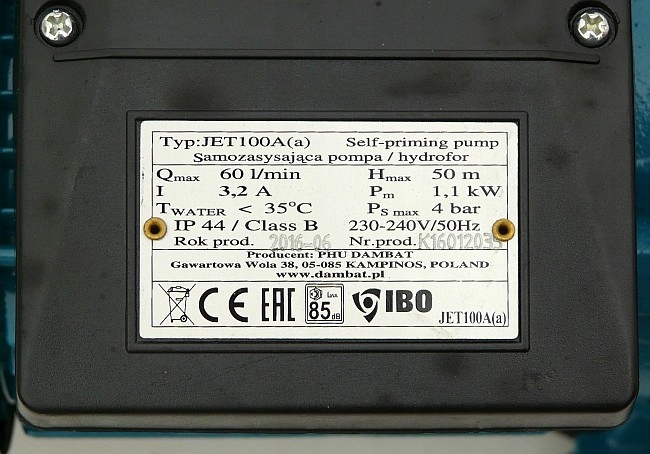 Typ:JET100A(a) Self-priming pump
Samozasysająca pompa / hydrofor
Qmax 60 l/min Hmax 50 m
I 3,2 A Pm 1,1 kW
TWATER < 35°C PS max 4 bar
IP 44 / Class B 230-240V/50Hz
Rok prod. 2016-06 Nr.prod.
Producent: PHU DAMBAT
Gawartowa Wola 38, 05-085 KAMPINOS, POLAND
www.dambat.pl
CE EAC LWA 85 dB IBO JET100A(a)